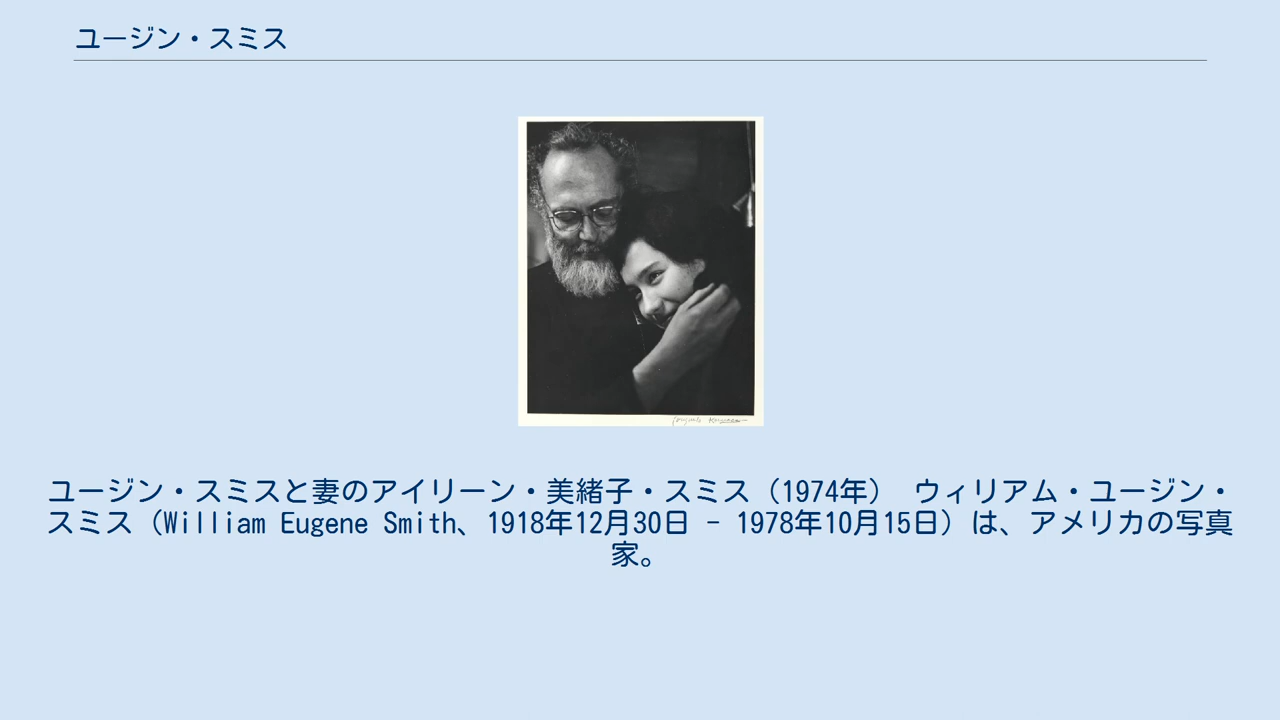 ユージン・スミス
ユージン・スミスと妻のアイリーン・美緒子・スミス（1974年） ウィリアム・ユージン・
スミス（William Eugene Smith、1918年12月30日 - 1978年10月15日）は、アメリカの写真
家。